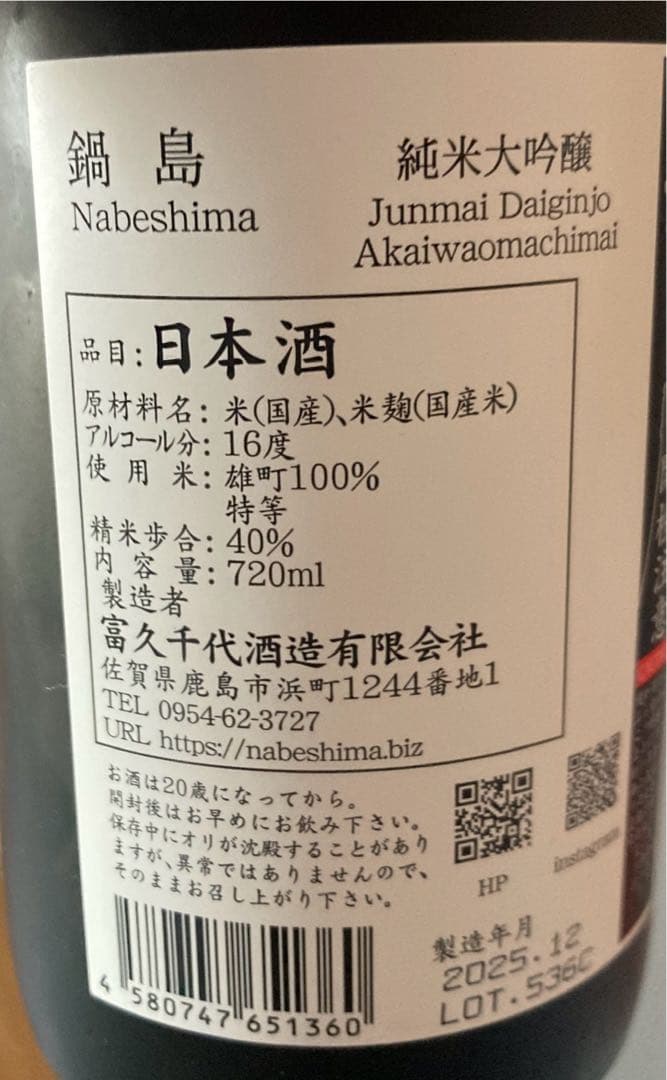 鍋島
Nabeshima
純米大吟醸
Junmai Daiginjo
Akaiwaomachimai
品目:日本酒
原材料名:米(国産)、米麹(国産米)
アルコール分:16度
使用米:雄町100%
特等
精米歩合:40%
内容量:720ml
製造者
富久千代酒造有限会社
佐賀県鹿島市浜町1244番地1
TEL 0954-62-3727
URL https://nabeshima.biz
お酒は20歳になってから。
開封後はお早めにお飲み下さい。
保存中にオリが沈殿することがあり
ますが、異常ではありませんので、
そのままお召し上がり下さい。
HP
instagram
4 580747 651360
製造年月
2025.12
LOT.536C